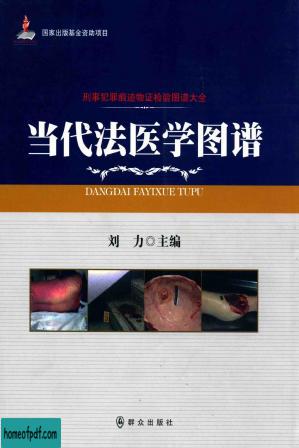 国家出版基金资助项目
刑事犯罪痕迹物证检验图谱大全
当代法医学图谱
DANGDAI FAYIXUE TUPU
刘 力◎主编
群众出版社
homeofpdf.com